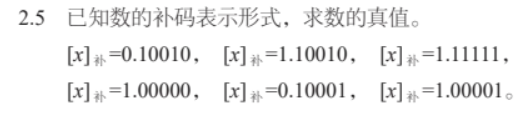 2.5 已知数的补码表示形式，求数的真值。
[x]补=0.10010， [x]补=1.10010， [x]补=1.11111，
[x]补=1.00000， [x]补=0.10001， [x]补=1.00001。